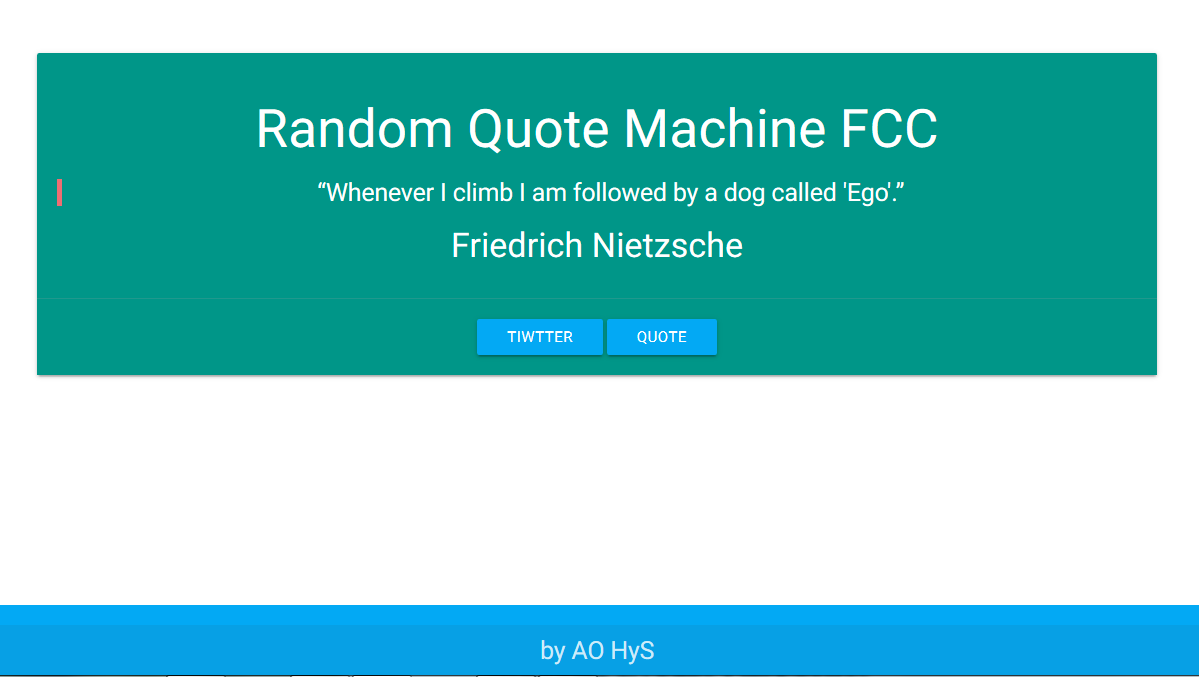 Random Quote Machine FCC
“Whenever I climb I am followed by a dog called 'Ego'.”
Friedrich Nietzsche
TIWTTER QUOTE
by AO HyS